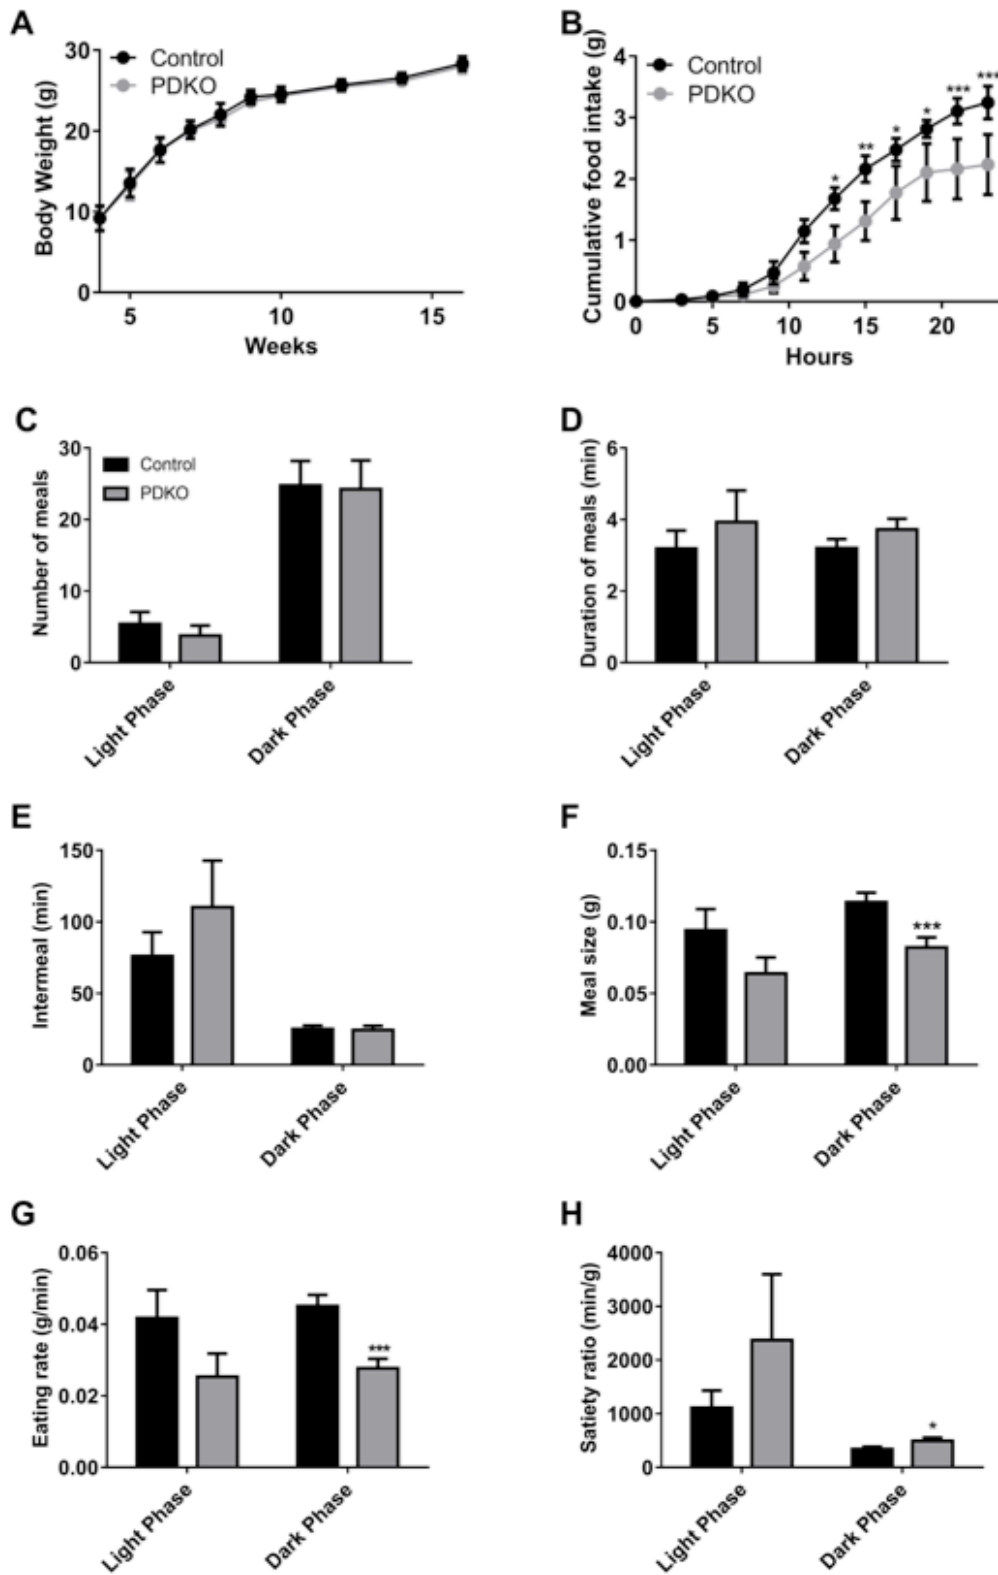 A
Control
PDKO
Body Weight (g)
30
20
10
0
5
10
15
Weeks
B
Control
PDKO
Cumulative food intake (g)
4
3
2
1
0
*
**
*
*
***
***
0
5
10
15
20
Hours
C
Control
PDKO
Number of meals
30
20
10
0
Light Phase
Dark Phase
D
Duration of meals (min)
6
4
2
0
Light Phase
Dark Phase
E
Intermeal (min)
150
100
50
0
Light Phase
Dark Phase
F
Meal size (g)
0.15
0.10
0.05
0.00
***
Light Phase
Dark Phase
G
Eating rate (g/min)
0.06
0.04
0.02
0.00
***
Light Phase
Dark Phase
H
Satiety ratio (min/g)
4000
3000
2000
1000
0
*
Light Phase
Dark Phase